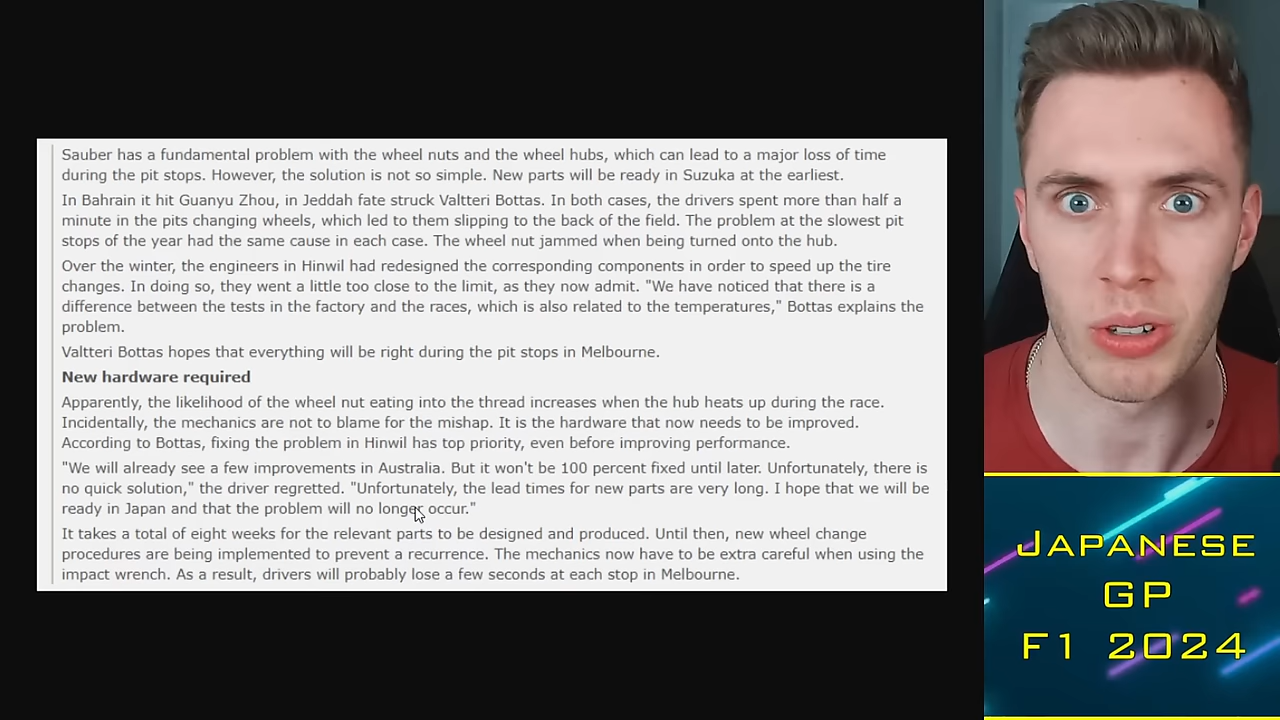 Sauber has a fundamental problem with the wheel nuts and the wheel hubs, which can lead to a major loss of time
during the pit stops. However, the solution is not so simple. New parts will be ready in Suzuka at the earliest.
In Bahrain it hit Guanyu Zhou, in Jeddah fate struck Valtteri Bottas. In both cases, the drivers spent more than half a
minute in the pits changing wheels, which led to them slipping to the back of the field. The problem at the slowest pit
stops of the year had the same cause in each case. The wheel nut jammed when being turned onto the hub.
Over the winter, the engineers in Hinwil had redesigned the corresponding components in order to speed up the tire
changes. In doing so, they went a little too close to the limit, as they now admit. "We have noticed that there is a
difference between the tests in the factory and the races, which is also related to the temperatures," Bottas explains the
problem.
Valtteri Bottas hopes that everything will be right during the pit stops in Melbourne.
New hardware required
Apparently, the likelihood of the wheel nut eating into the thread increases when the hub heats up during the race.
Incidentally, the mechanics are not to blame for the mishap. It is the hardware that now needs to be improved.
According to Bottas, fixing the problem in Hinwil has top priority, even before improving performance.
"We will already see a few improvements in Australia. But it won't be 100 percent fixed until later. Unfortunately, there is
no quick solution," the driver regretted. "Unfortunately, the lead times for new parts are very long. I hope that we will be
ready in Japan and that the problem will no longer occur."
It takes a total of eight weeks for the relevant parts to be designed and produced. Until then, new wheel change
procedures are being implemented to prevent a recurrence. The mechanics now have to be extra careful when using the
impact wrench. As a result, drivers will probably lose a few seconds at each stop in Melbourne.
JAPANESE
GP
F1 2024